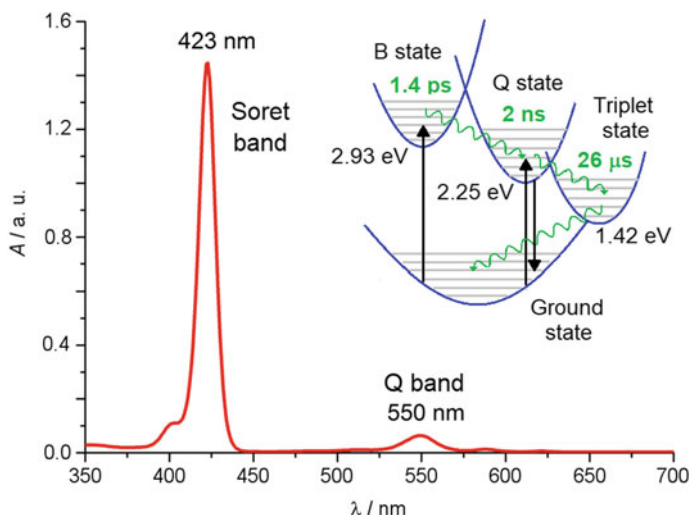 1.6
1.2
0.8
0.4
0.0
350
400
450
500
550
600
650
700
A / a. u.
λ / nm
423 nm
Soret
band
Q band
550 nm
B state
1.4 ps
2.93 eV
Q state
2 ns
2.25 eV
Triplet
state
26 μs
1.42 eV
Ground
state